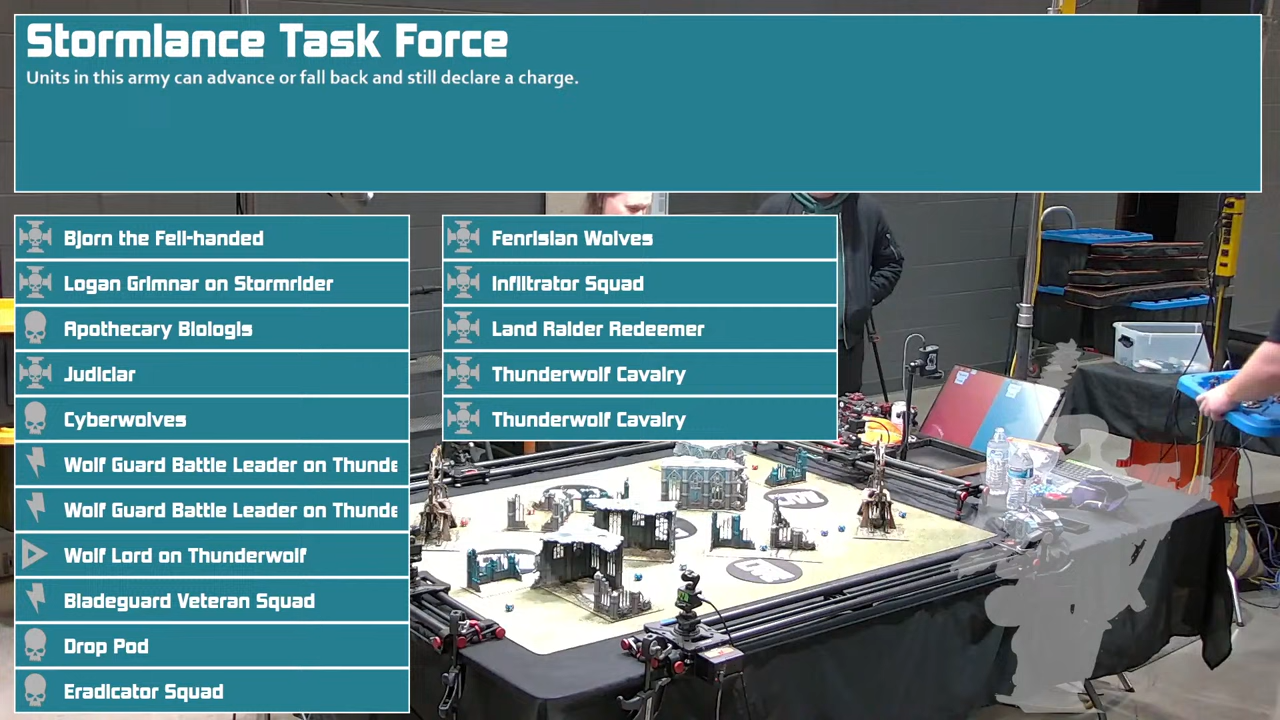 Stormlance Task Force
Units in this army can advance or fall back and still declare a charge.
Bjorn the Fell-handed
Logan Grimnar on Stormrider
Apothecary Biologis
Judiciar
Cyberwolves
Wolf Guard Battle Leader on Thunde
Wolf Guard Battle Leader on Thunde
Wolf Lord on Thunderwolf
Bladeguard Veteran Squad
Drop Pod
Eradicator Squad
Fenrisian Wolves
Infiltrator Squad
Land Raider Redeemer
Thunderwolf Cavalry
Thunderwolf Cavalry